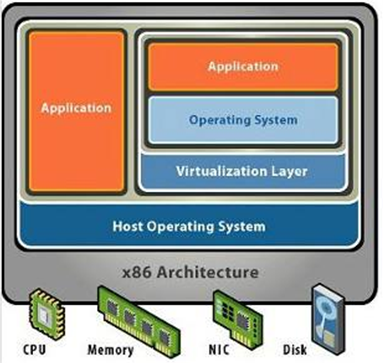 Application
Application
Operating System
Virtualization Layer
Host Operating System
x86 Architecture
CPU
Memory
NIC
Disk